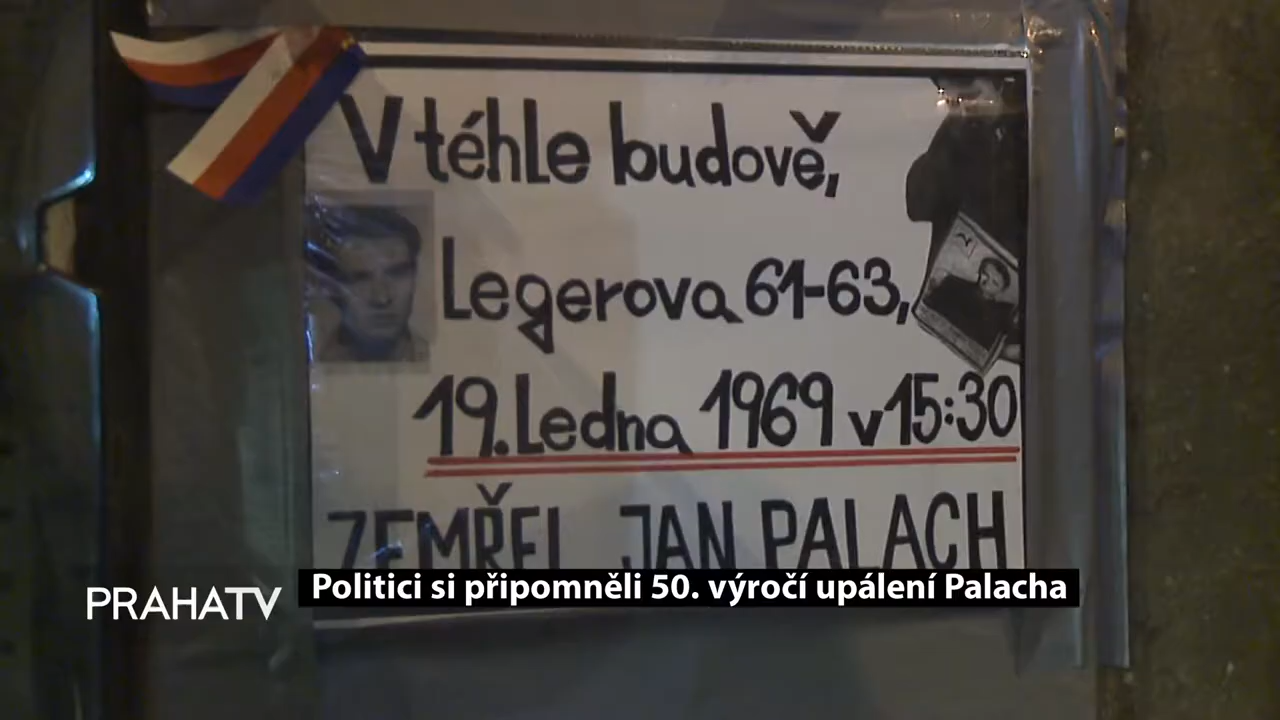 V téhle budově,
Legerova 61-63,
19. Ledna 1969 v 15:30
ZEMŘEL JAN PALACH
PRAHATV
Politici si připomněli 50. výročí upálení Palacha